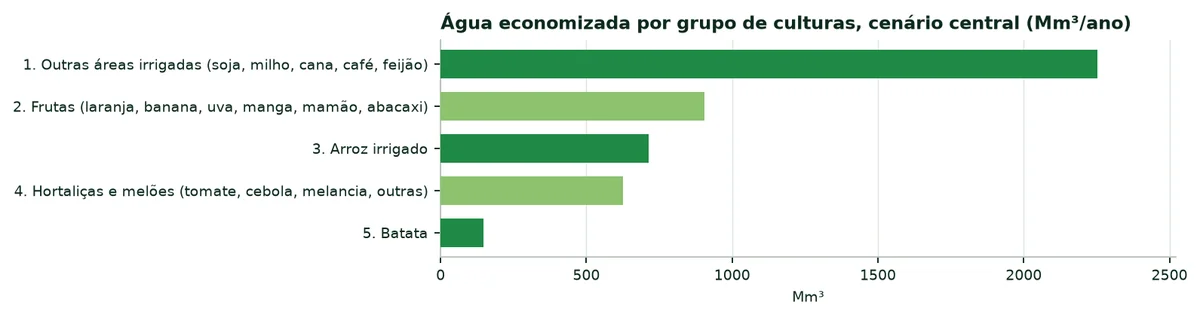 Água economizada por grupo de culturas, cenário central (Mm³/ano)
1. Outras áreas irrigadas (soja, milho, cana, café, feijão)
2. Frutas (laranja, banana, uva, manga, mamão, abacaxi)
3. Arroz irrigado
4. Hortaliças e melões (tomate, cebola, melancia, outras)
5. Batata
0 500 1000 1500 2000 2500
Mm³